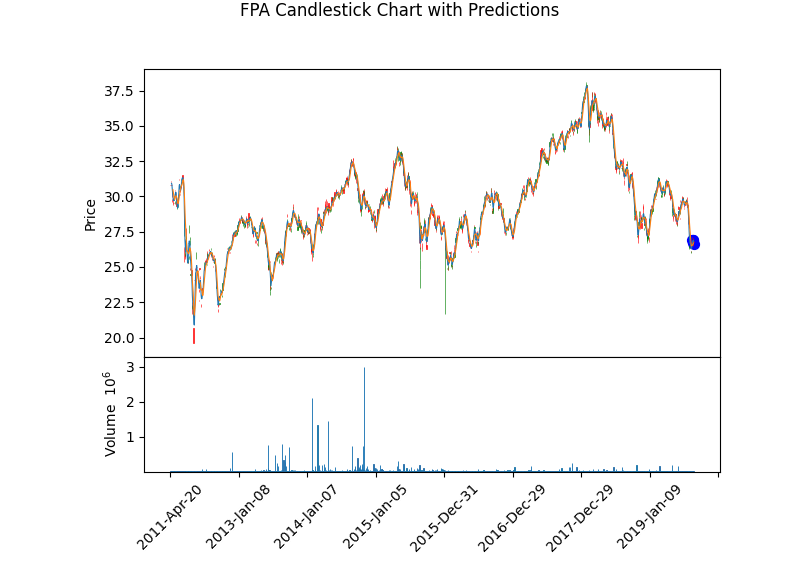 FPA Candlestick Chart with Predictions
37.5
35.0
32.5
30.0
27.5
25.0
22.5
20.0
Price
3
2
1
Volume 10^6
2011-Apr-20
2013-Jan-08
2014-Jan-07
2015-Jan-05
2015-Dec-31
2016-Dec-29
2017-Dec-29
2019-Jan-09